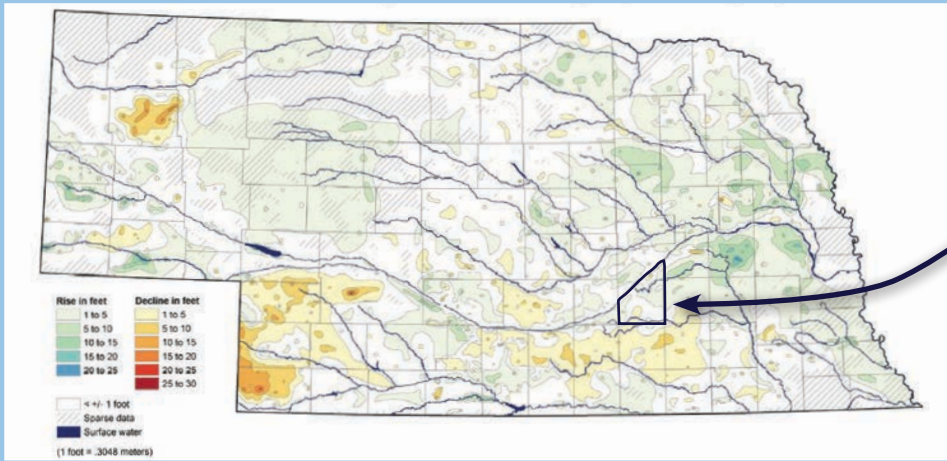 Rise in feet
1 to 5
5 to 10
10 to 15
15 to 20
20 to 25
Decline in feet
1 to 5
5 to 10
10 to 15
15 to 20
20 to 25
25 to 30
< +/- 1 foot
Sparse data
Surface water
(1 foot = .3048 meters)